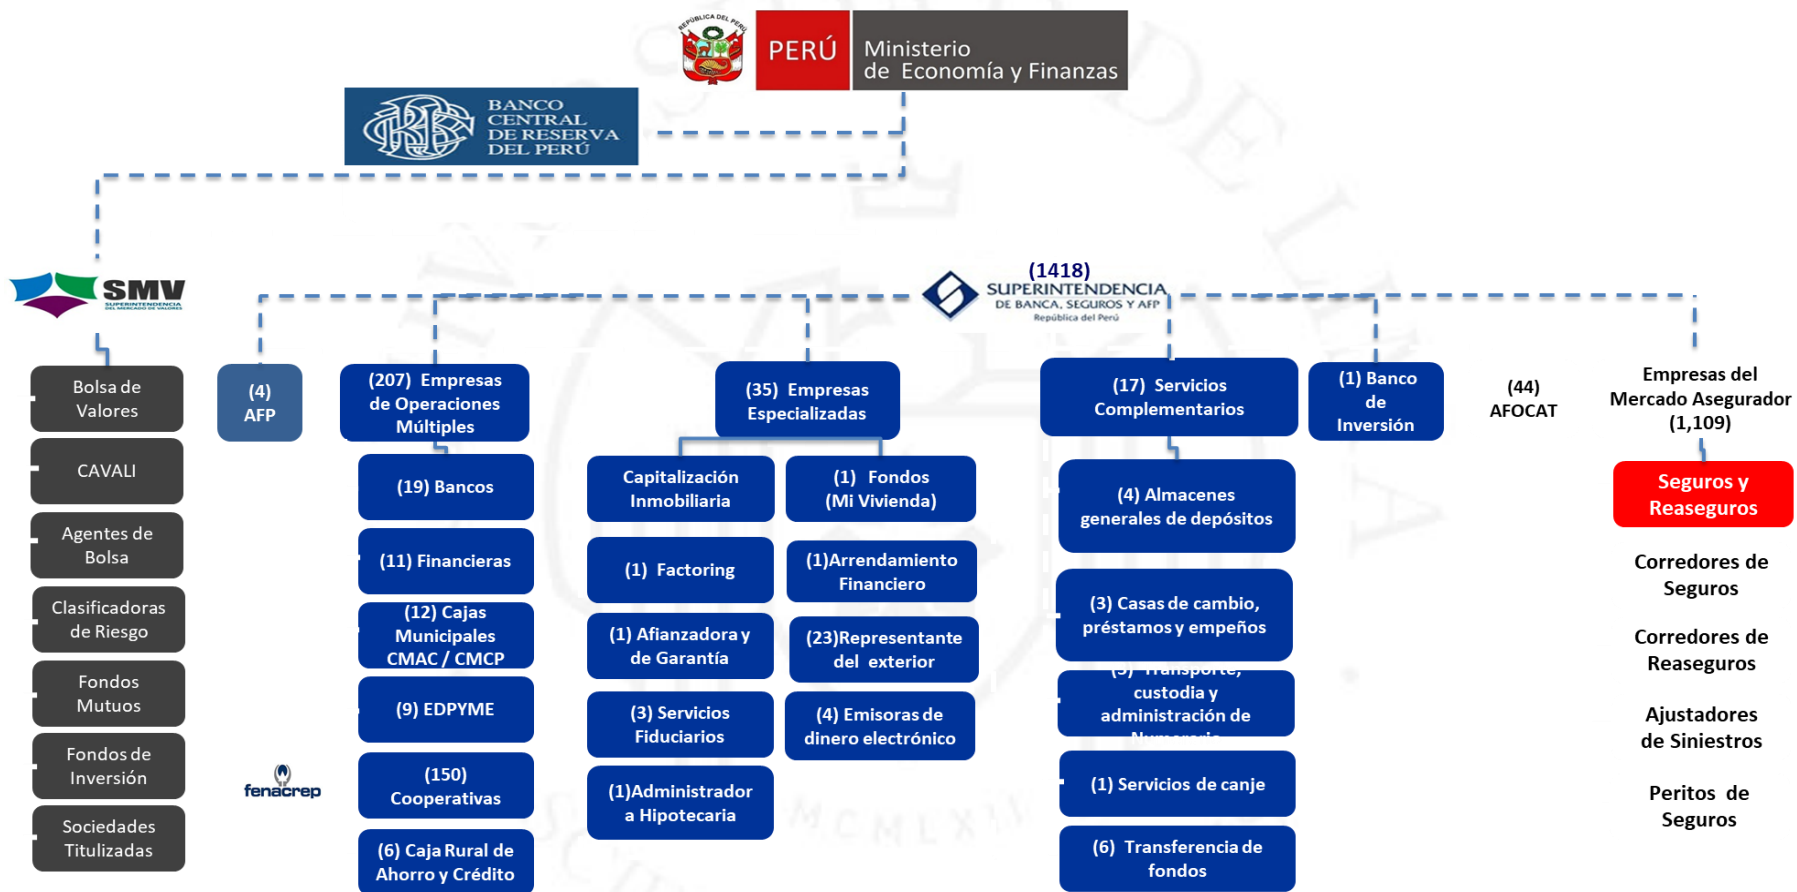 REPÚBLICA DEL PERÚ
PERÚ
Ministerio
de Economía y Finanzas
BANCO
CENTRAL
DE RESERVA
DEL PERÚ
SMV
SUPERINTENDENCIA
DEL MERCADO DE VALORES
(1418)
SUPERINTENDENCIA
DE BANCA, SEGUROS Y AFP
República del Perú
Bolsa de
Valores
CAVALI
Agentes de
Bolsa
Clasificadoras
de Riesgo
Fondos
Mutuos
Fondos de
Inversión
Sociedades
Titulizadas
(4)
AFP
fenacrep
(207) Empresas
de Operaciones
Múltiples
(19) Bancos
(11) Financieras
(12) Cajas
Municipales
CMAC / CMCP
(9) EDPYME
(150)
Cooperativas
(6) Caja Rural de
Ahorro y Crédito
(35) Empresas
Especializadas
Capitalización
Inmobiliaria
(1) Factoring
(1) Afianzadora y
de Garantía
(3) Servicios
Fiduciarios
(1)Administrador
a Hipotecaria
(1) Fondos
(Mi Vivienda)
(1)Arrendamiento
Financiero
(23)Representante
del exterior
(4) Emisoras de
dinero electrónico
(17) Servicios
Complementarios
(4) Almacenes
generales de depósitos
(3) Casas de cambio,
préstamos y empeños
Transporte,
custodia y
administración de
Numerario
(1) Servicios de canje
(6) Transferencia de
fondos
(1) Banco
de
Inversión
(44)
AFOCAT
Empresas del
Mercado Asegurador
(1,109)
Seguros y
Reaseguros
Corredores de
Seguros
Corredores de
Reaseguros
Ajustadores
de Siniestros
Peritos de
Seguros
MCMLXII